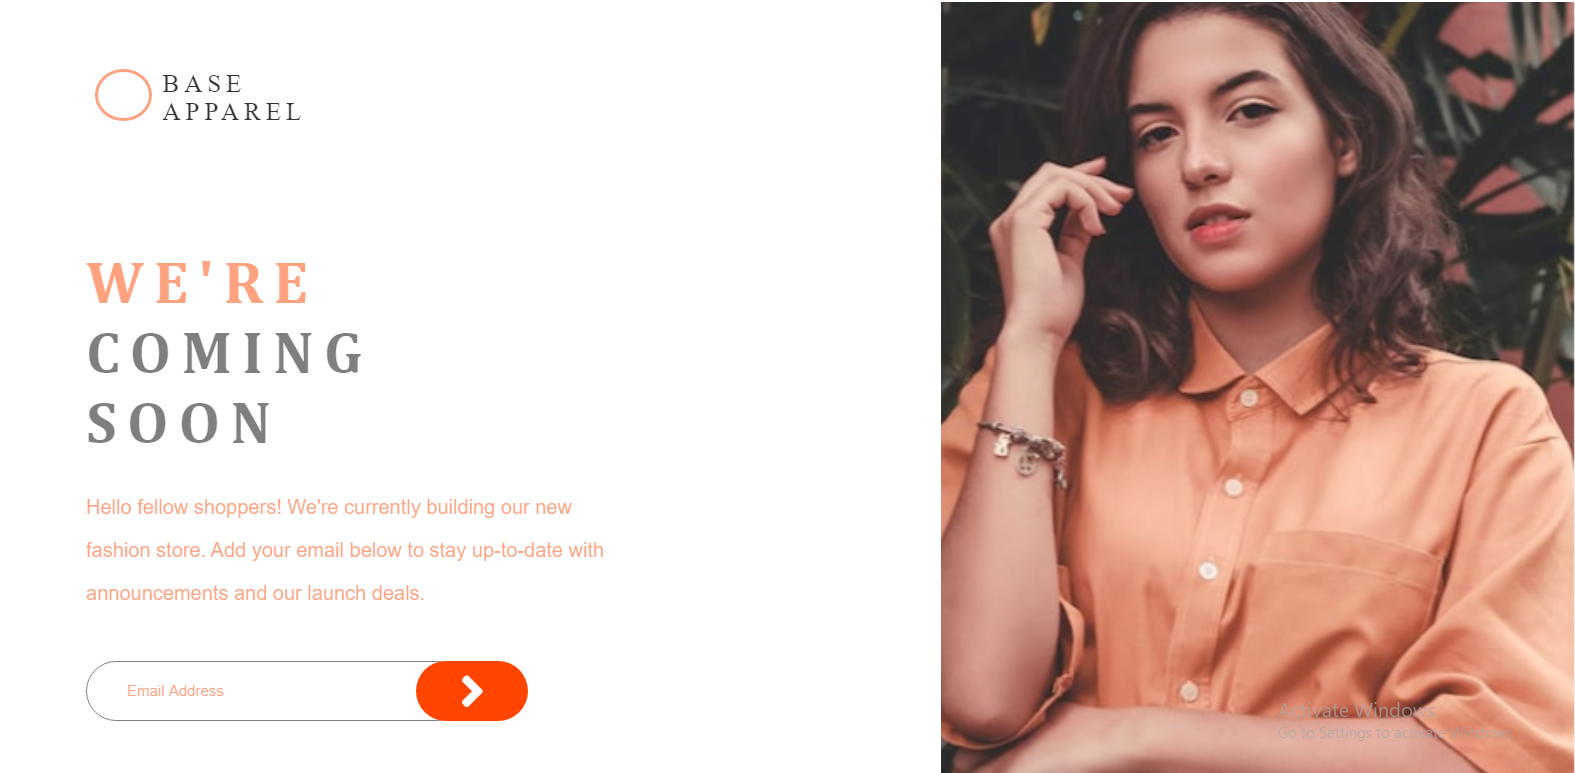 BASE
APPAREL
WE'RE
COMING
SOON
Hello fellow shoppers! We're currently building our new
fashion store. Add your email below to stay up-to-date with
announcements and our launch deals.
Email Address
Activate Windows
Go to Settings to activate Windows.